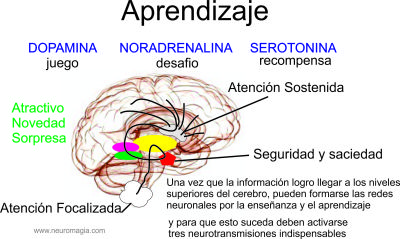 Aprendizaje
DOPAMINA NORADRENALINA SEROTONINA
juego desafio recompensa
Atención Sostenida
Atractivo
Novedad
Sorpresa
Seguridad y saciedad
Una vez que la información logro llegar a los niveles
superiores del cerebro, pueden formarse las redes
neuronales por la enseñanza y el aprendizaje
Atención Focalizada
y para que esto suceda deben activarse
tres neurotransmisiones indispensables
www.neuromagia.com